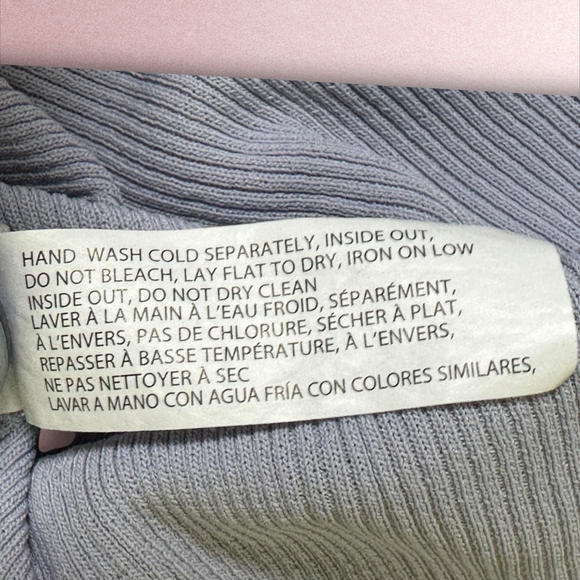 HAND WASH COLD SEPARATELY, INSIDE OUT,
DO NOT BLEACH, LAY FLAT TO DRY, IRON ON LOW
INSIDE OUT, DO NOT DRY CLEAN
LAVER À LA MAIN À L'EAU FROID, SÉPARÉMENT,
À L'ENVERS, PAS DE CHLORURE, SÉCHER À PLAT,
REPASSER À BASSE TEMPÉRATURE, À L'ENVERS,
NE PAS NETTOYER À SEC
LAVAR A MANO CON AGUA FRÍA CON COLORES SIMILARES,